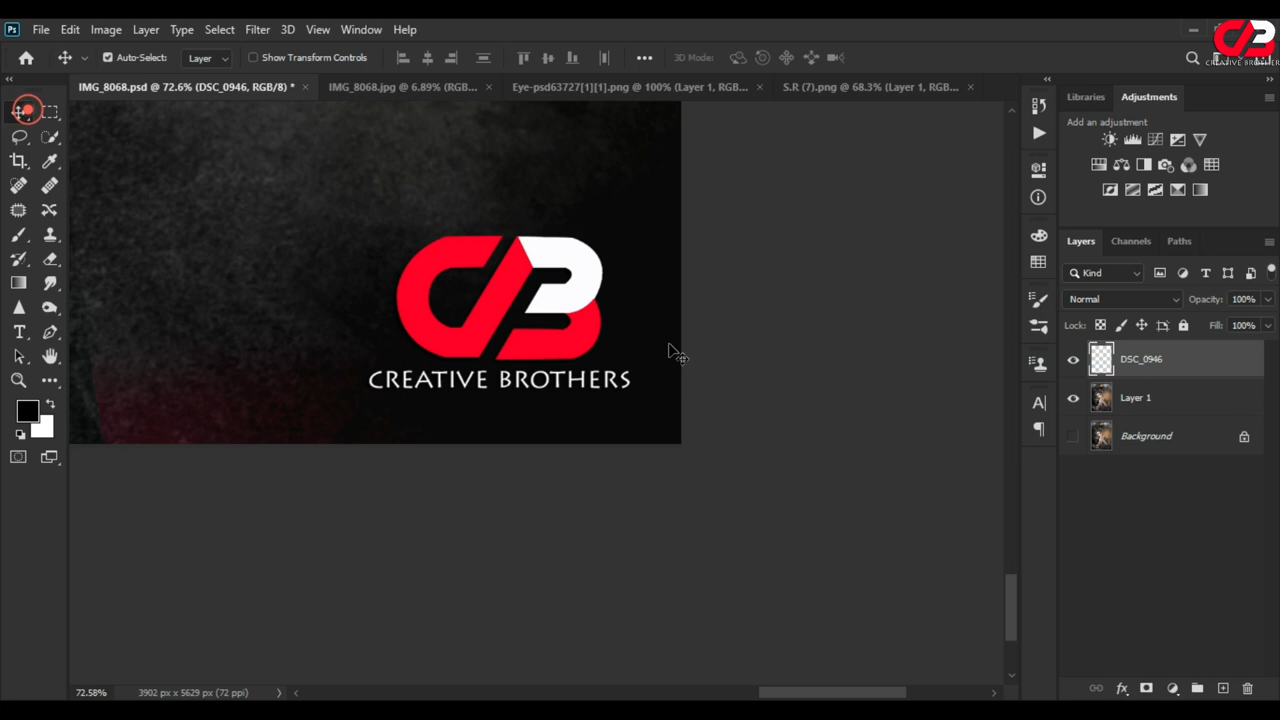 Ps File Edit Image Layer Type Select Filter 3D View Window Help
Auto-Select: Layer Show Transform Controls 3D Mode:
CREATIVE BROTHERS
IMG_8068.psd @ 72.6% (DSC_0946, RGB/8) * × IMG_8068.jpg @ 6.89% (RGB... × Eye-psd63727[1][1].png @ 100% (Layer 1, RGB... × S.R (7).png @ 68.3% (Layer 1, RGB... ×
Libraries Adjustments
Add an adjustment
Layers Channels Paths
Kind
Normal Opacity: 100%
Lock: Fill: 100%
DSC_0946
Layer 1
Background
CREATIVE BROTHERS
72.58% 3902 px x 5629 px (72 ppi)